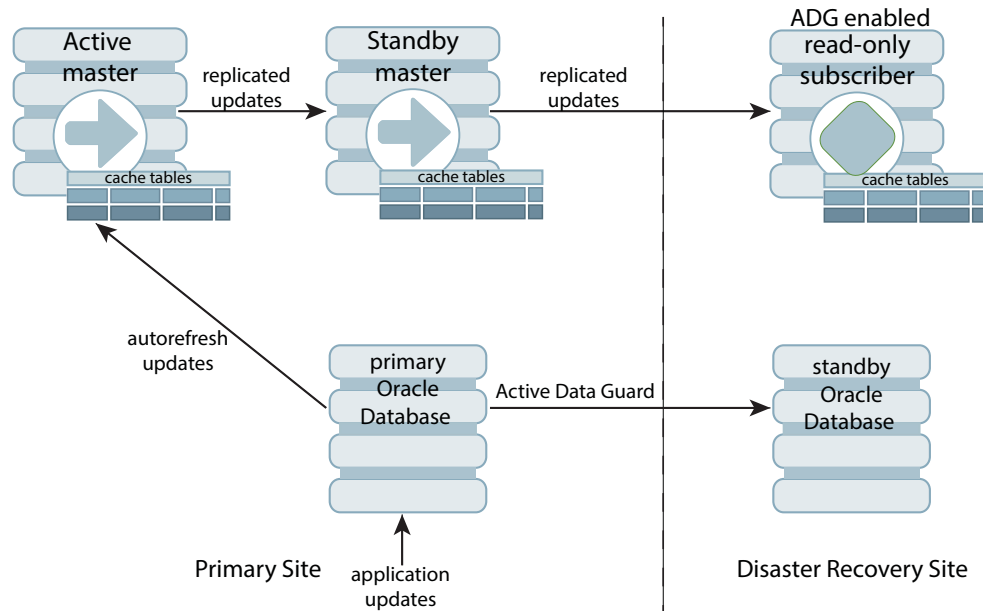 Active
master
replicated
updates
cache tables
Standby
master
replicated
updates
cache tables
ADG enabled
read-only
subscriber
cache tables
autorefresh
updates
primary
Oracle
Database
Active Data Guard
standby
Oracle
Database
Primary Site
application
updates
Disaster Recovery Site